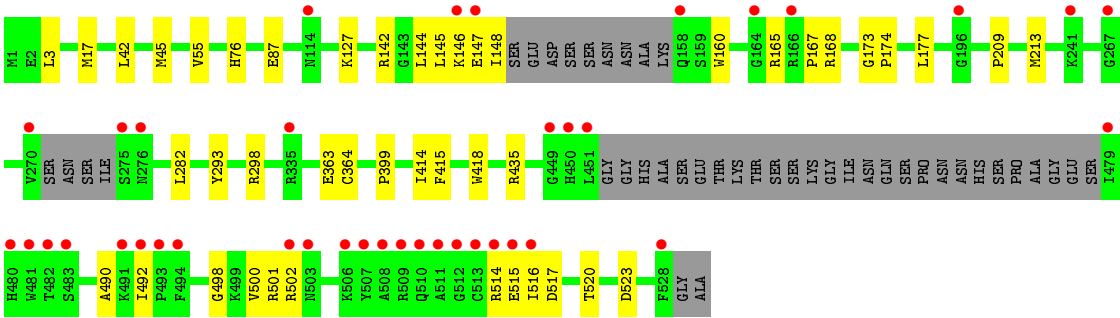 M1 E2 L3 M17 L42 M45 V55 H76 E87 N114 K127 R142 G143 L144 L145 K146 E147 I148 SER GLU ASP SER SER ASN ASN ALA LYS Q158 S159 W160 G164 R165 R166 P167 R168 G173 P174 L177 G196 P209 M213 K241 G267
V270 SER ASN SER ILE S275 N276 L282 Y293 R298 R335 E363 C364 P399 I414 F415 W418 R435 G449 H450 L451 GLY GLY HIS ALA SER GLU THR LYS THR SER SER LYS GLY ILE ASN GLN SER PRO ASN ASN HIS SER PRO ALA GLY GLU SER I479
H480 W481 T482 S483 A490 K491 I492 P493 F494 G498 K499 V500 R501 R502 N503 K506 Y507 A508 R509 Q510 A511 G512 C513 R514 E515 I516 D517 T520 D523 F528 GLY ALA